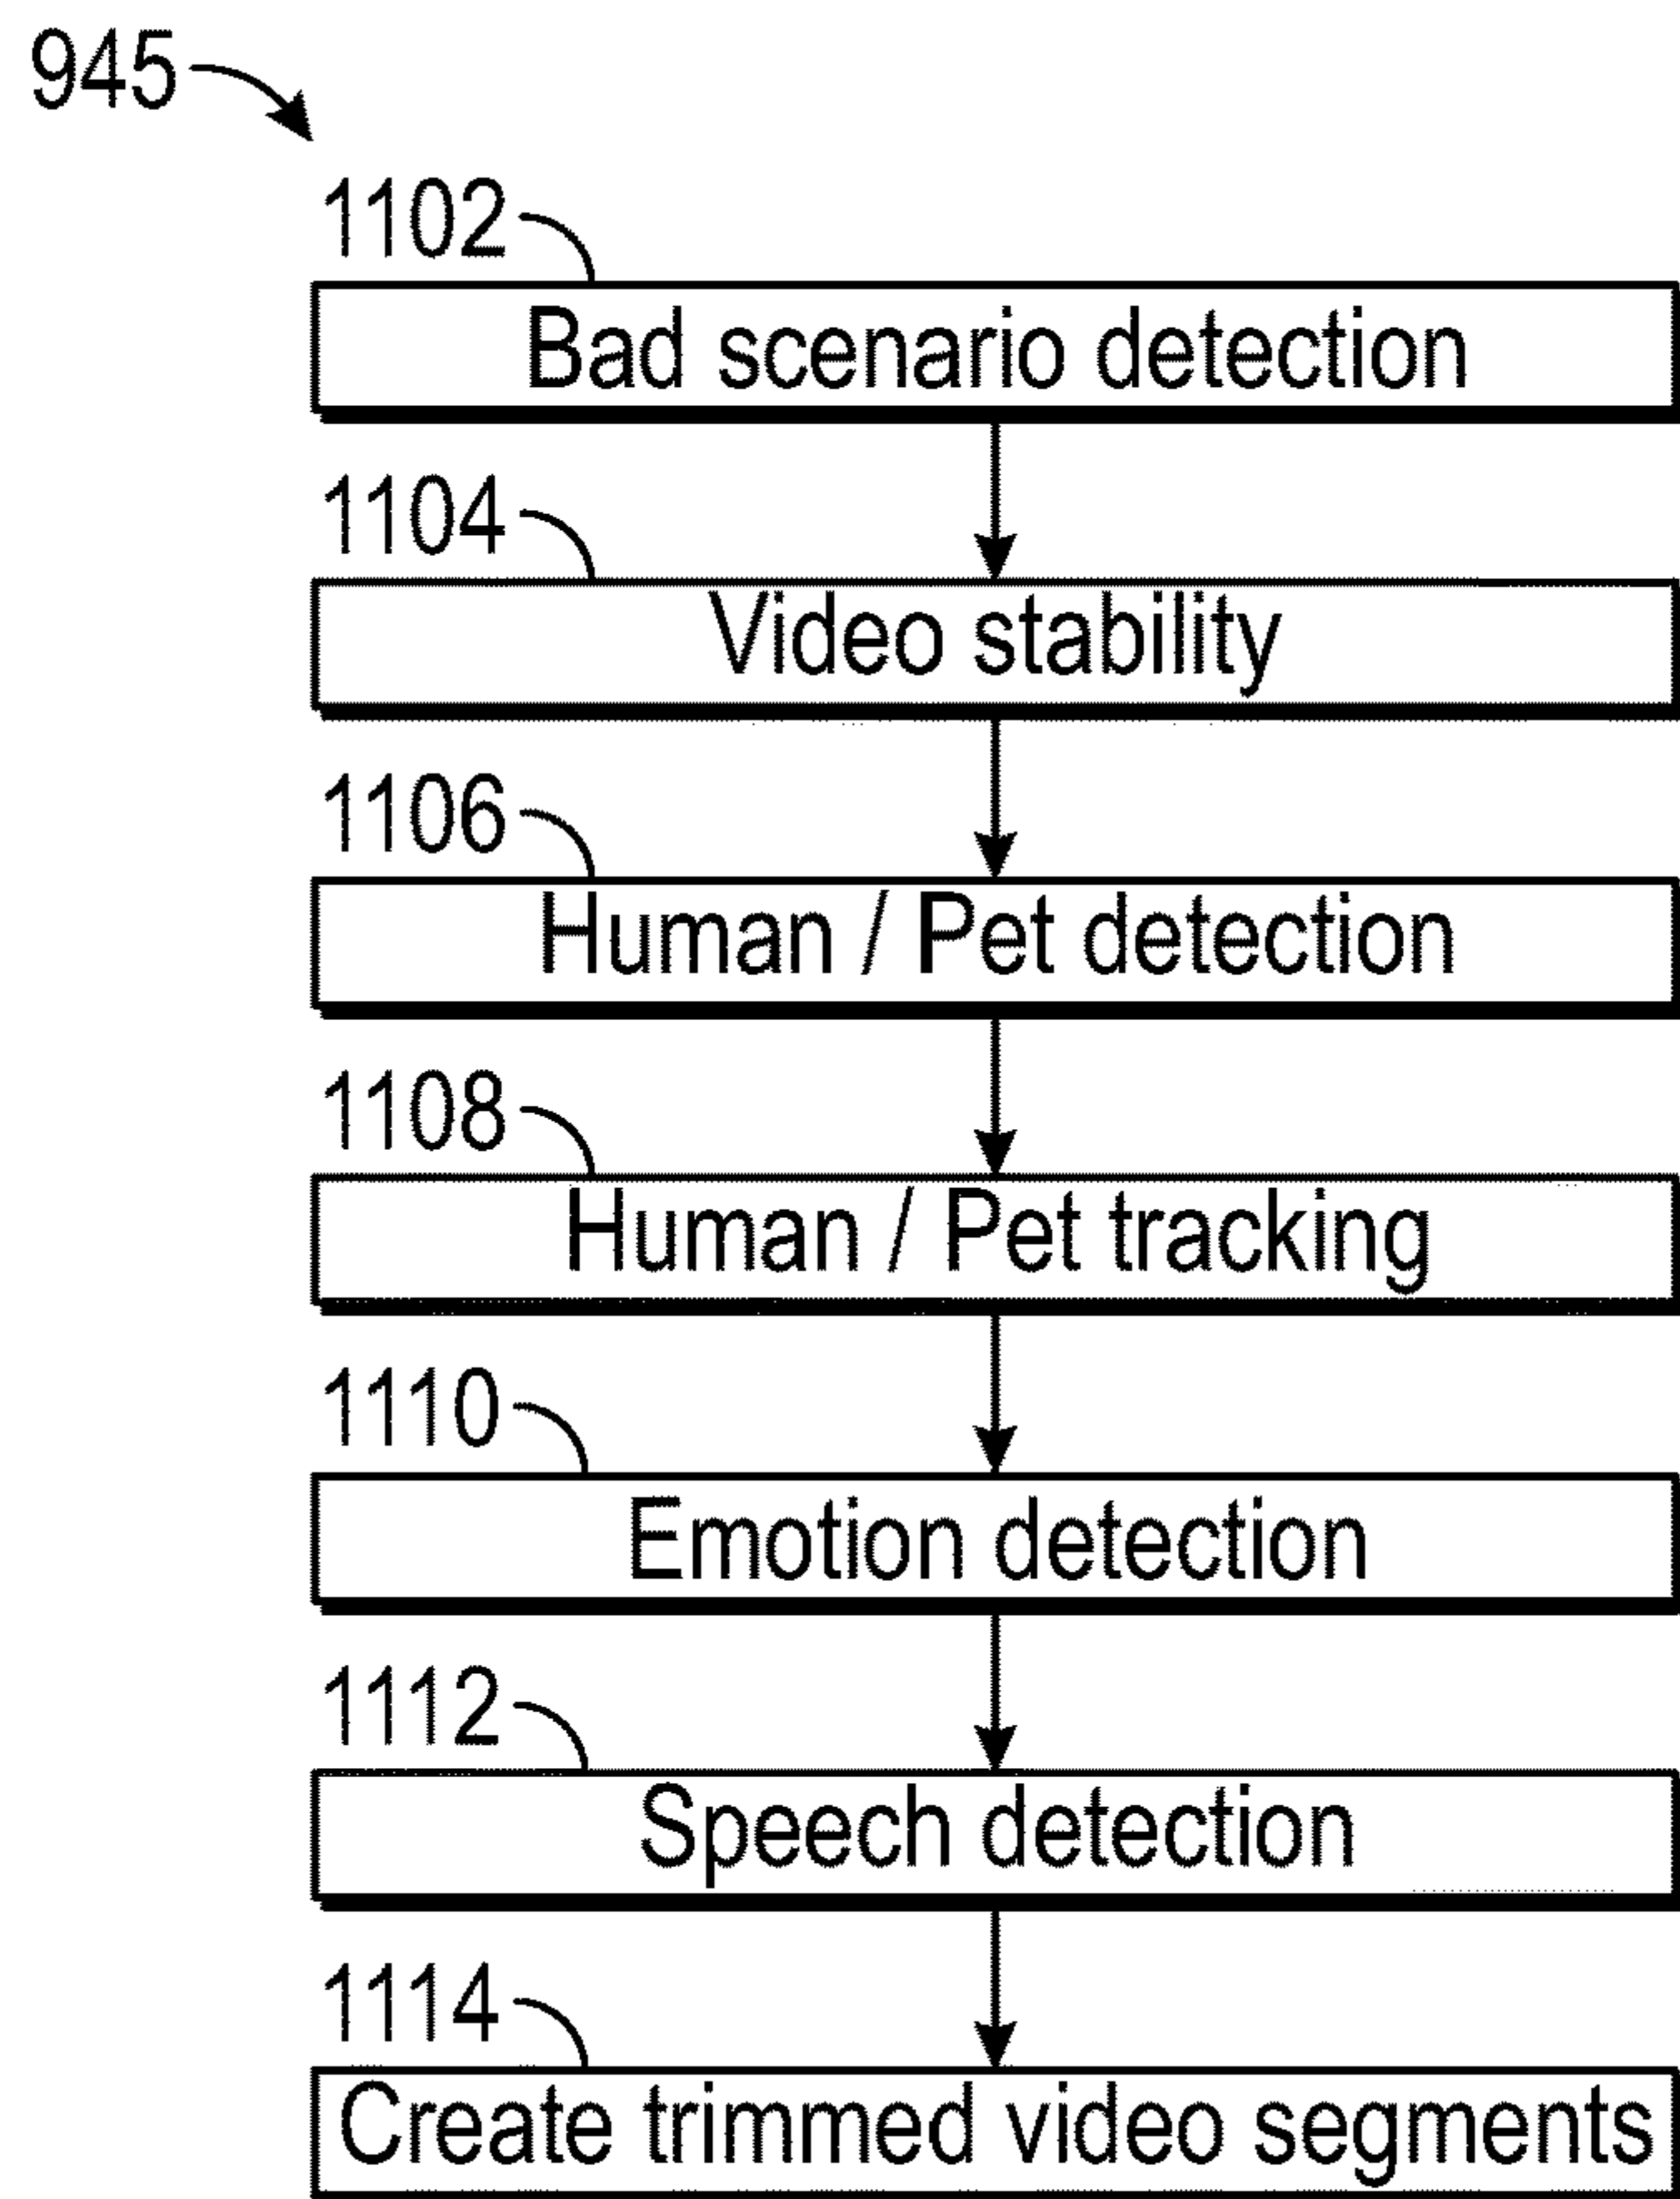 945
1102
Bad scenario detection
1104
Video stability
1106
Human / Pet detection
1108
Human / Pet tracking
1110
Emotion detection
1112
Speech detection
1114
Create trimmed video segments